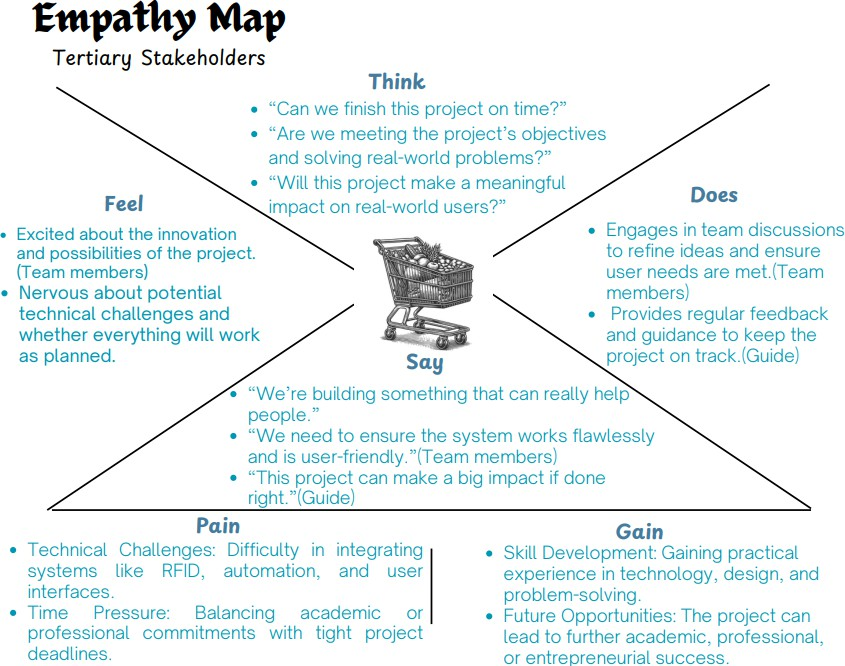 Empathy Map
Tertiary Stakeholders
Think
• “Can we finish this project on time?”
• “Are we meeting the project’s objectives
and solving real-world problems?”
• “Will this project make a meaningful
impact on real-world users?”
Feel
• Excited about the innovation
and possibilities of the project.
(Team members)
• Nervous about potential
technical challenges and
whether everything will work
as planned.
Does
• Engages in team discussions
to refine ideas and ensure
user needs are met.(Team
members)
• Provides regular feedback
and guidance to keep the
project on track.(Guide)
Say
• “We’re building something that can really help
people.”
• “We need to ensure the system works flawlessly
and is user-friendly.”(Team members)
• “This project can make a big impact if done
right.”(Guide)
Pain
• Technical Challenges: Difficulty in integrating
systems like RFID, automation, and user
interfaces.
• Time Pressure: Balancing academic or
professional commitments with tight project
deadlines.
Gain
• Skill Development: Gaining practical
experience in technology, design, and
problem-solving.
• Future Opportunities: The project can
lead to further academic, professional,
or entrepreneurial success.